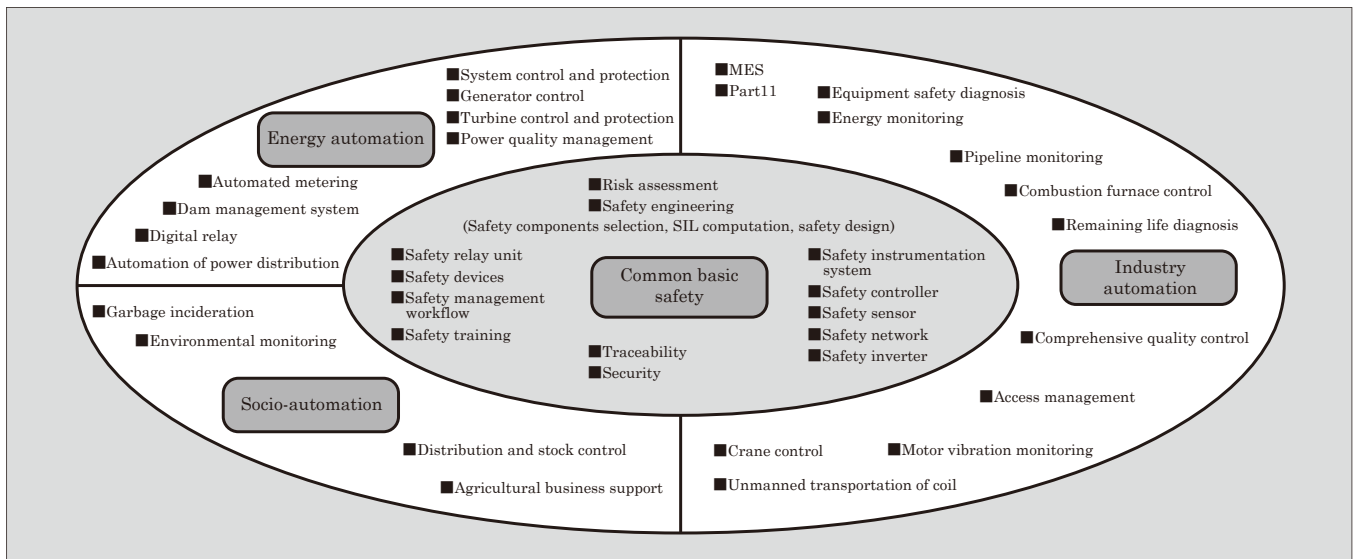 ■System control and protection
■Generator control
■Turbine control and protection
■Power quality management
Energy automation
■Automated metering
■Dam management system
■Digital relay
■Automation of power distribution
■MES
■Part11
■Equipment safety diagnosis
■Energy monitoring
■Pipeline monitoring
■Combustion furnace control
■Remaining life diagnosis
Industry
automation
■Comprehensive quality control
■Access management
■Motor vibration monitoring
■Crane control
■Unmanned transportation of coil
■Risk assessment
■Safety engineering
(Safety components selection, SIL computation, safety design)
■Safety relay unit
■Safety devices
■Safety management
workflow
■Safety training
Common basic
safety
■Safety instrumentation
system
■Safety controller
■Safety sensor
■Safety network
■Safety inverter
■Traceability
■Security
■Garbage incideration
■Environmental monitoring
Socio-automation
■Distribution and stock control
■Agricultural business support